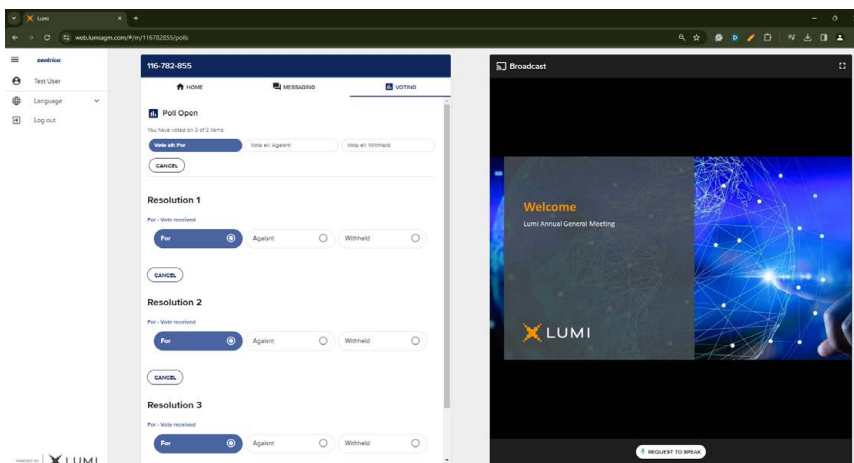 Lumi
web.lumiagm.com/#/m/116782855/polls
centrica
Test User
Language
Log out
POWERED BY LUMI
116-782-855
HOME
MESSAGING
VOTING
Poll Open
You have voted on 3 of 3 items
Vote all: For
Vote all: Against
Vote all: Withheld
CANCEL
Resolution 1
For - Vote received
For
Against
Withheld
CANCEL
Resolution 2
For - Vote received
For
Against
Withheld
CANCEL
Resolution 3
For - Vote received
For
Against
Withheld
Broadcast
Welcome
Lumi Annual General Meeting
LUMI
REQUEST TO SPEAK